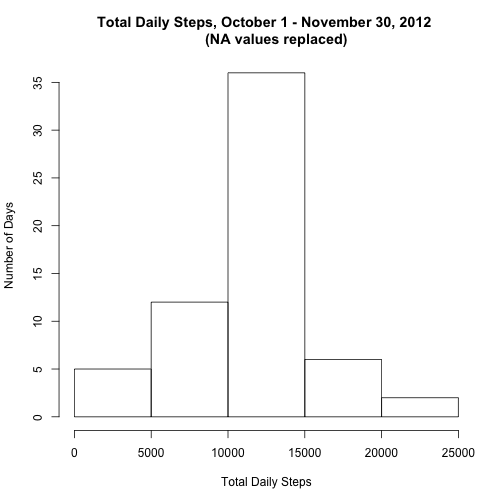 Total Daily Steps, October 1 - November 30, 2012
(NA values replaced)
35
30
25
20
15
10
5
0
Number of Days
0 5000 10000 15000 20000 25000
Total Daily Steps